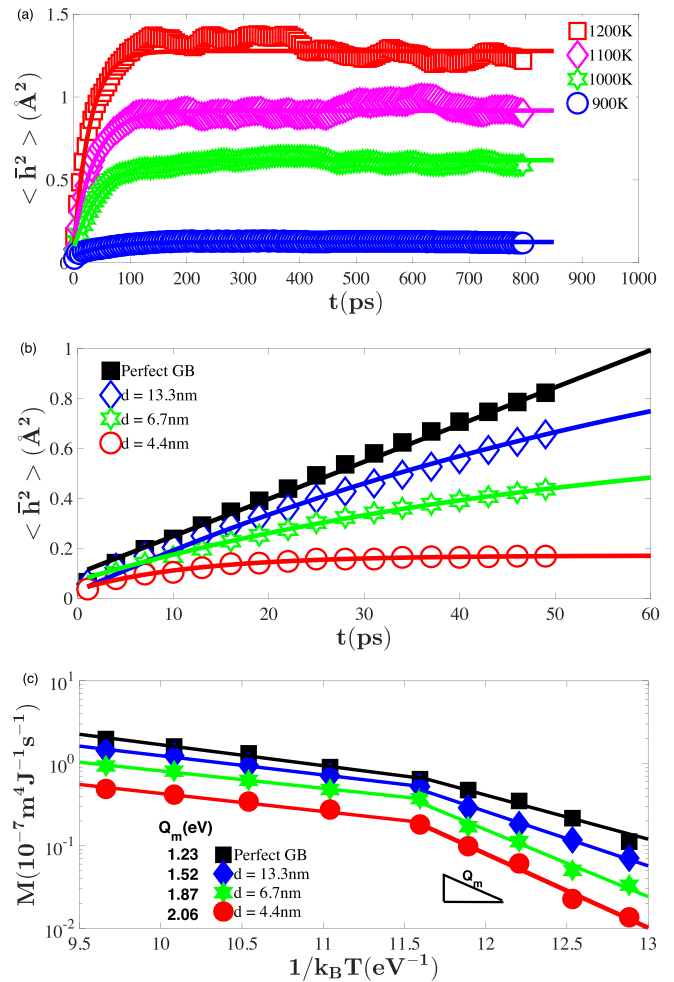 (a)
1.5
1
0.5
0
< h̄² > (Å²)
1200K
1100K
1000K
900K
0 100 200 300 400 500 600 700 800 900 1000
t(ps)
(b)
1
0.8
0.6
0.4
0.2
0
< h̄² > (Å²)
Perfect GB
d = 13.3nm
d = 6.7nm
d = 4.4nm
0 10 20 30 40 50 60
t(ps)
(c)
10¹
10⁰
10⁻¹
10⁻²
M(10⁻⁷m⁴J⁻¹s⁻¹)
Qₘ(eV)
1.23 Perfect GB
1.52 d = 13.3nm
1.87 d = 6.7nm
2.06 d = 4.4nm
Qₘ
9.5 10 10.5 11 11.5 12 12.5 13
1/k_BT(eV⁻¹)